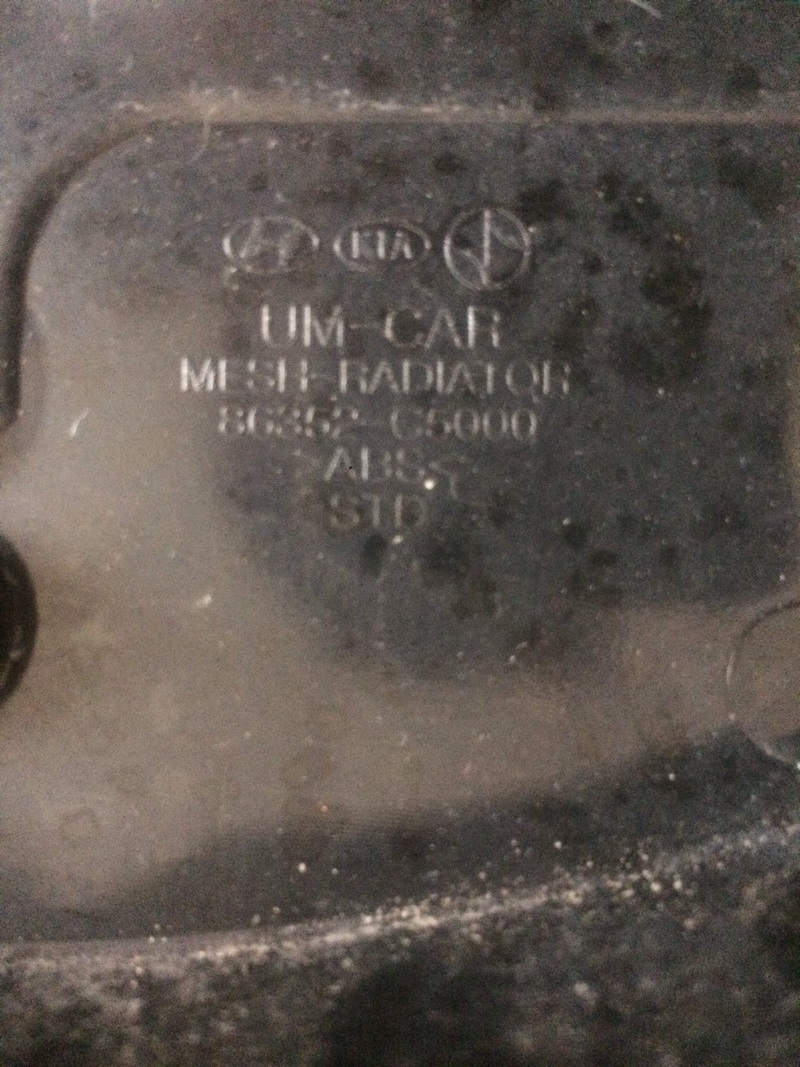 KIA
UM-CAR
MESH-RADIATOR
86352-C5000
>ABS<
STD